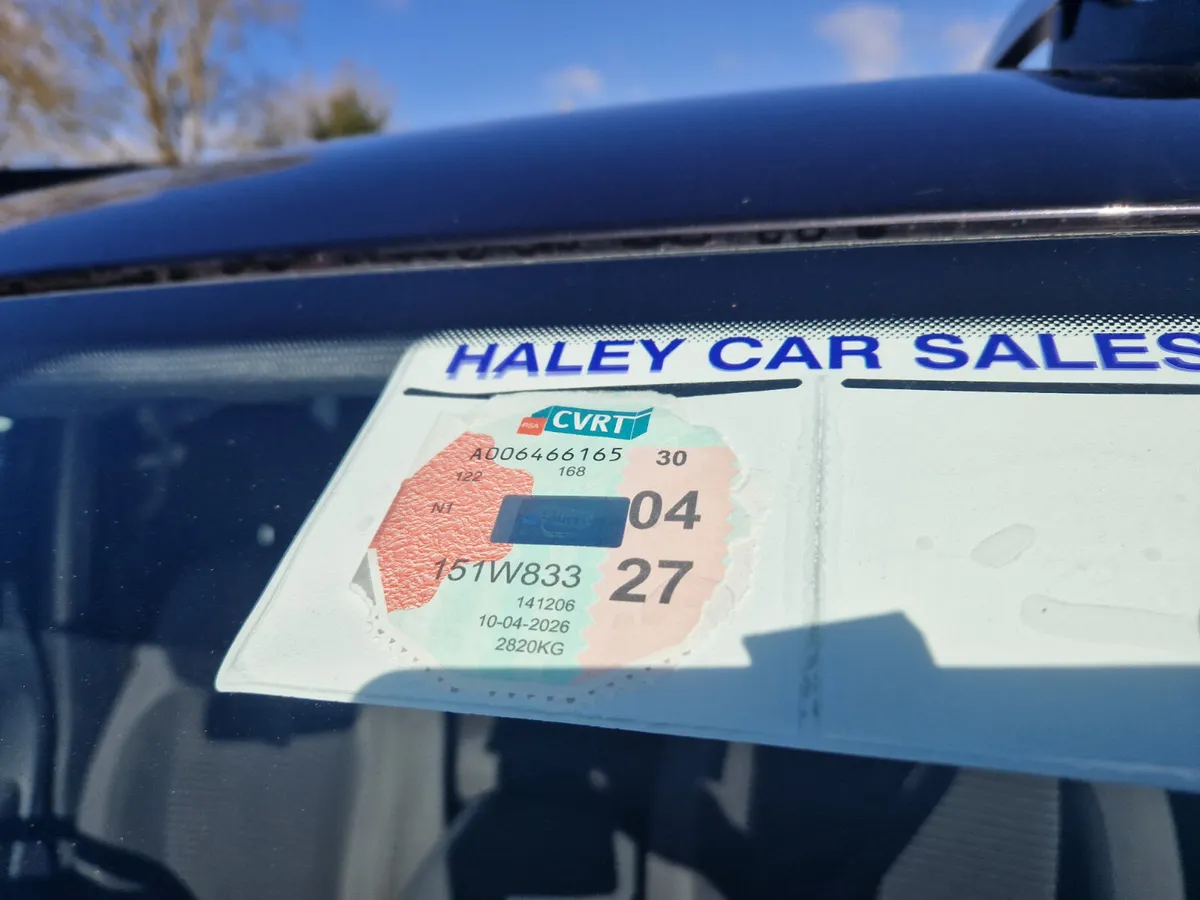 HALEY CAR SALES
RSA CVRT
A006466165 30
122 168
N1 04
151W833 27
141206
10-04-2026
2820KG